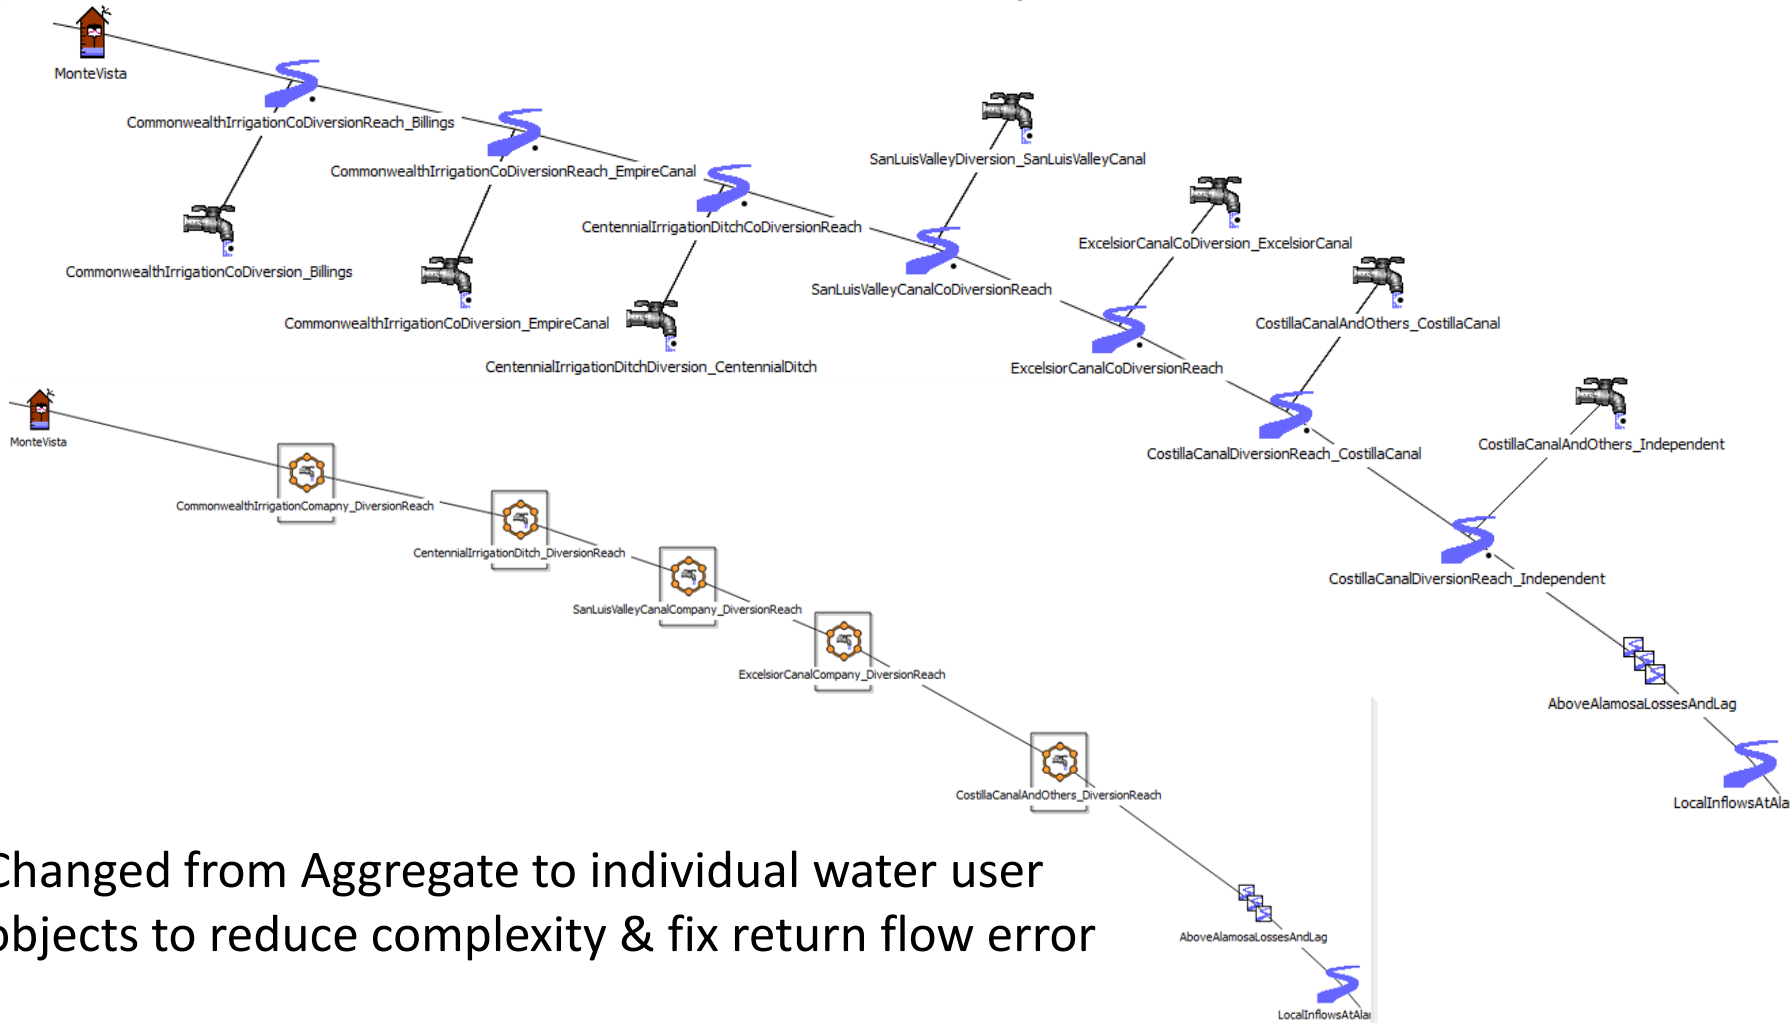 MonteVista
CommonwealthIrrigationCoDiversionReach_Billings
SanLuisValleyDiversion_SanLuisValleyCanal
CommonwealthIrrigationCoDiversionReach_EmpireCanal
CentennialIrrigationDitchCoDiversionReach
ExcelsiorCanalCoDiversion_ExcelsiorCanal
CommonwealthIrrigationCoDiversion_Billings
SanLuisValleyCanalCoDiversionReach
CommonwealthIrrigationCoDiversion_EmpireCanal
CostillaCanalAndOthers_CostillaCanal
CentennialIrrigationDitchDiversion_CentennialDitch
ExcelsiorCanalCoDiversionReach
CostillaCanalAndOthers_Independent
CostillaCanalDiversionReach_CostillaCanal
CostillaCanalDiversionReach_Independent
AboveAlamosaLossesAndLag
LocalInflowsAtAla
MonteVista
CommonwealthIrrigationComapny_DiversionReach
CentennialIrrigationDitch_DiversionReach
SanLuisValleyCanalCompany_DiversionReach
ExcelsiorCanalCompany_DiversionReach
CostillaCanalAndOthers_DiversionReach
AboveAlamosaLossesAndLag
LocalInflowsAtAla
Changed from Aggregate to individual water user
objects to reduce complexity & fix return flow error